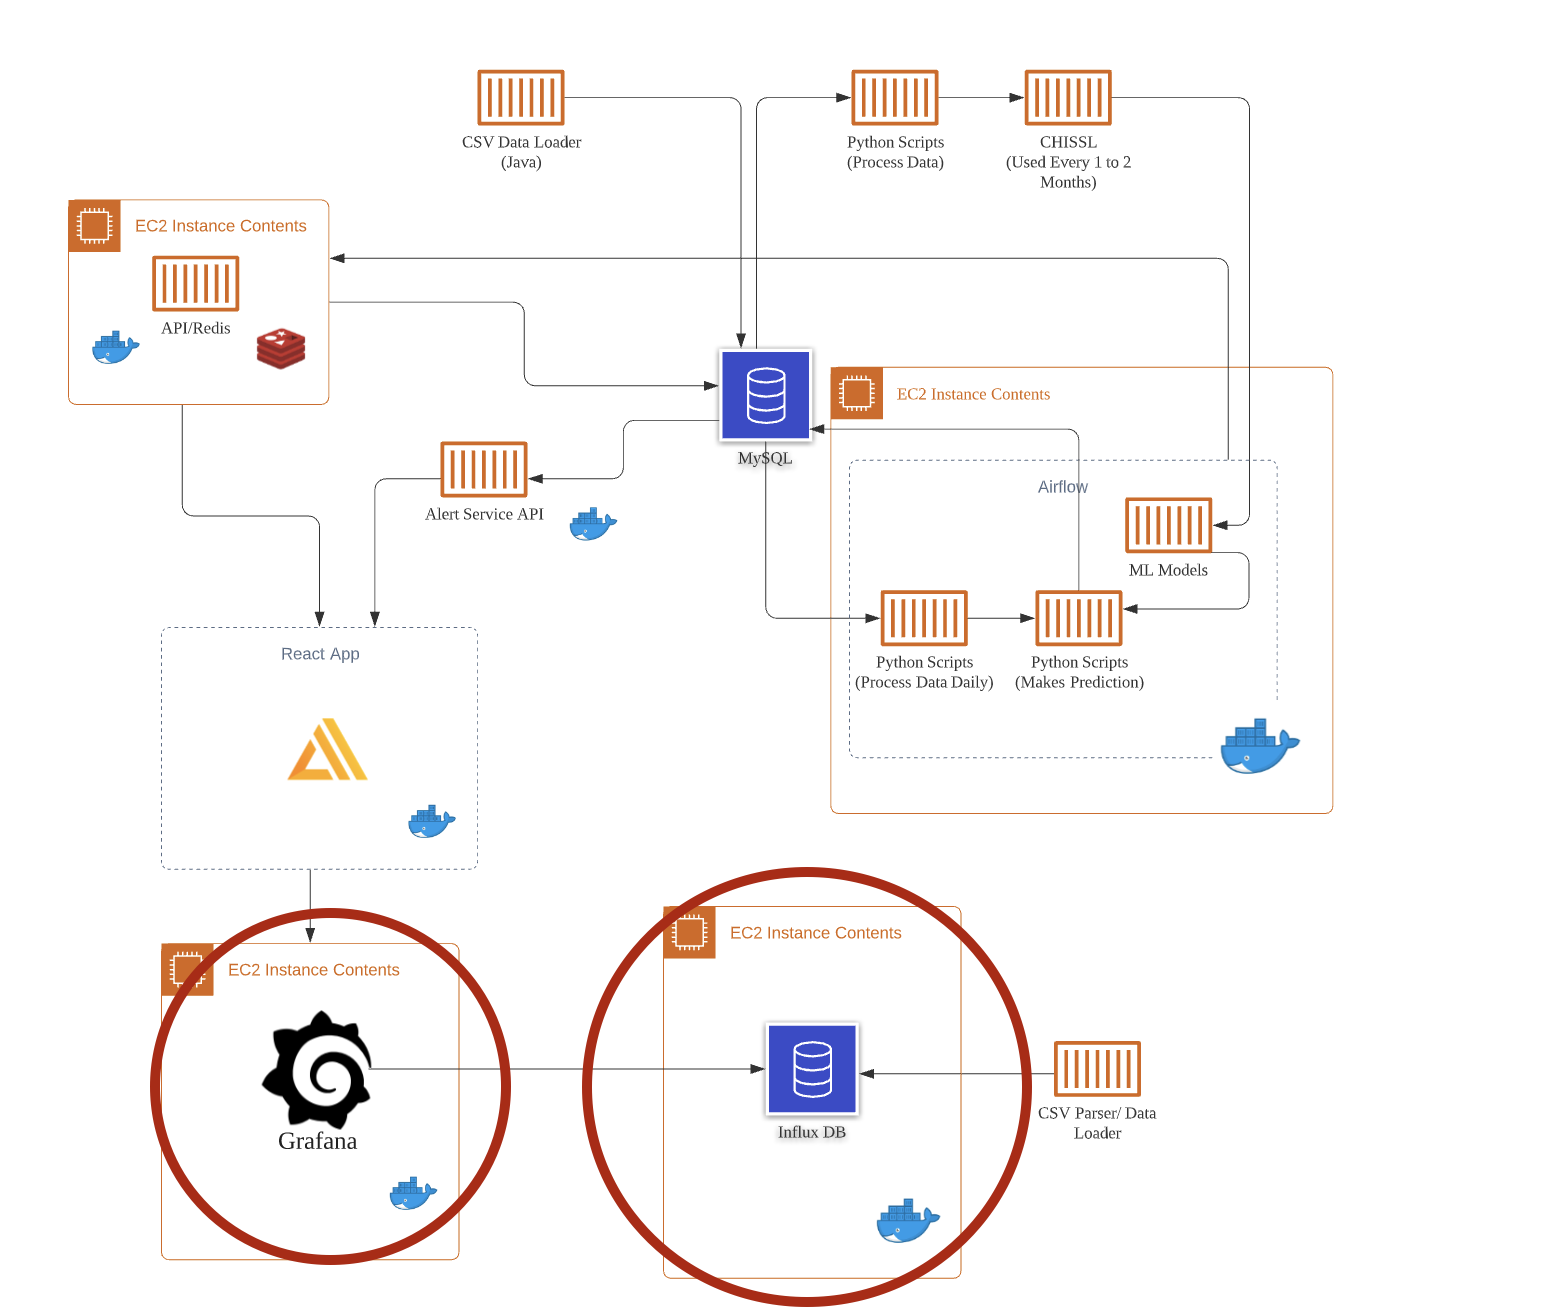 CSV Data Loader
(Java)
Python Scripts
(Process Data)
CHISSL
(Used Every 1 to 2
Months)
EC2 Instance Contents
API/Redis
MySQL
EC2 Instance Contents
Airflow
Alert Service API
ML Models
Python Scripts
(Process Data Daily)
Python Scripts
(Makes Prediction)
React App
EC2 Instance Contents
Grafana
EC2 Instance Contents
Influx DB
CSV Parser/ Data
Loader